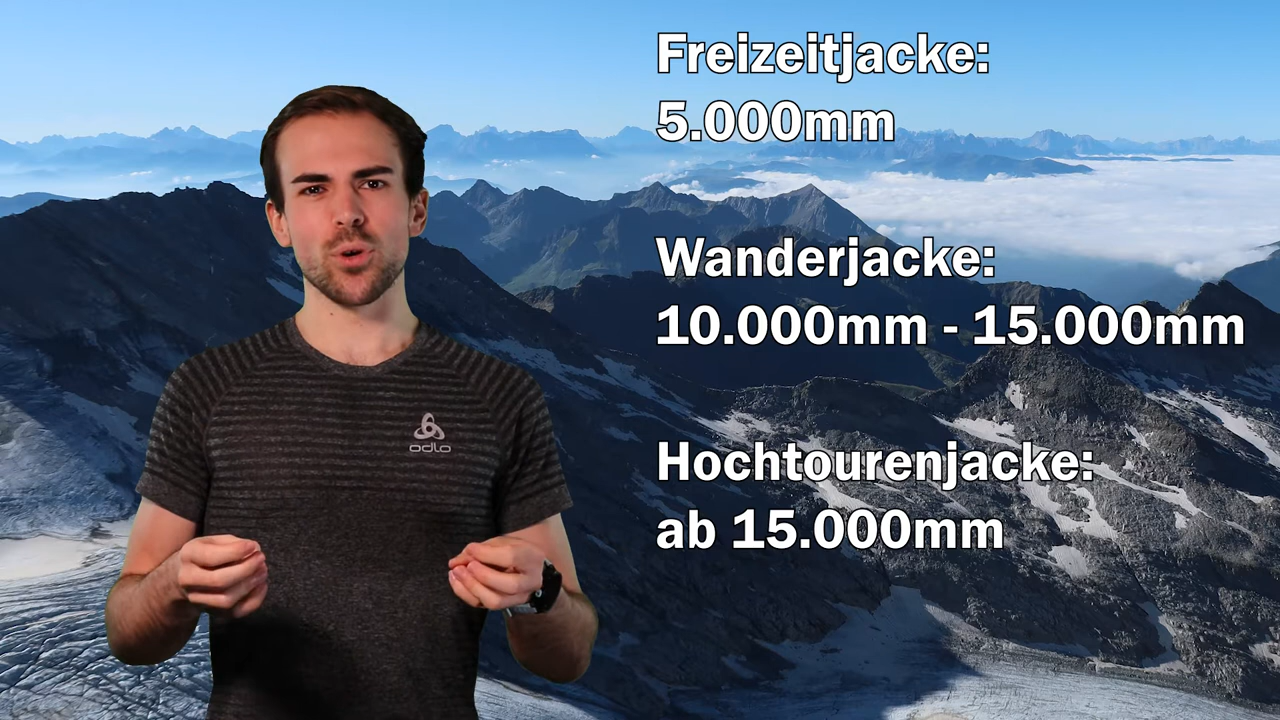 Freizeitjacke:
5.000mm
Wanderjacke:
10.000mm - 15.000mm
Hochtourenjacke:
ab 15.000mm
odlo